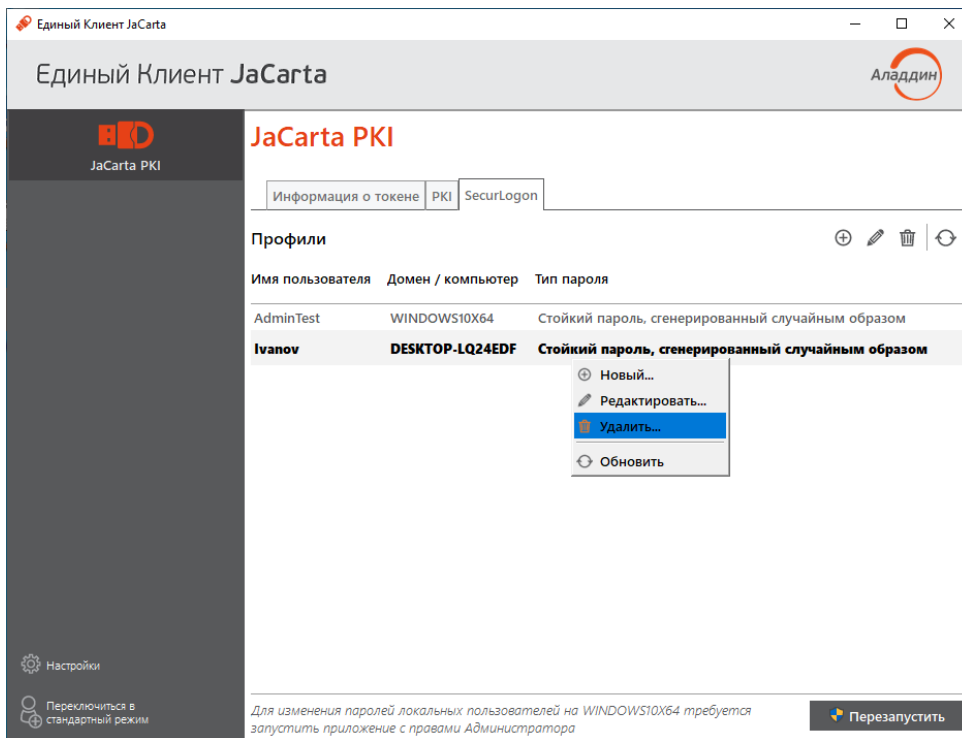 Единый Клиент JaCarta
Единый Клиент JaCarta
Аладдин
JaCarta PKI
JaCarta PKI
Информация о токене PKI SecurLogon
Профили
Имя пользователя Домен / компьютер Тип пароля
AdminTest WINDOWS10X64 Стойкий пароль, сгенерированный случайным образом
Ivanov DESKTOP-LQ24EDF Стойкий пароль, сгенерированный случайным образом
Новый...
Редактировать...
Удалить...
Обновить
Настройки
Переключиться в
стандартный режим
Для изменения паролей локальных пользователей на WINDOWS10X64 требуется
запустить приложение с правами Администратора
Перезапустить